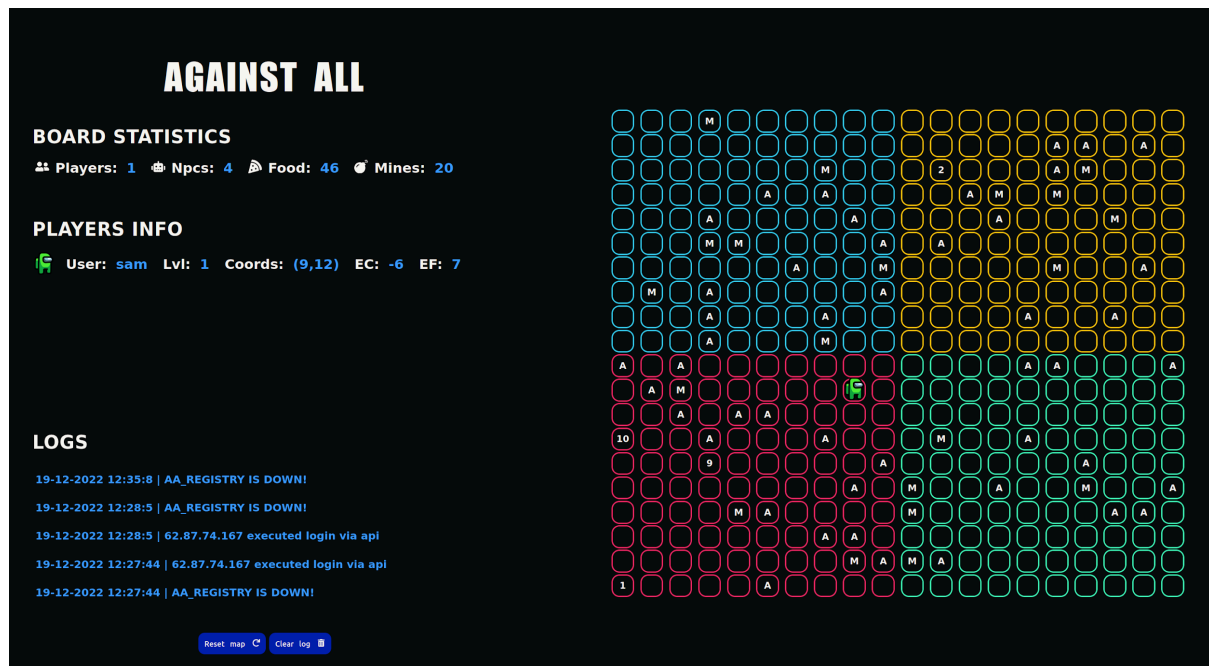 AGAINST ALL
BOARD STATISTICS
Players: 1 Npcs: 4 Food: 46 Mines: 20
PLAYERS INFO
User: sam Lvl: 1 Coords: (9,12) EC: -6 EF: 7
LOGS
19-12-2022 12:35:8 | AA_REGISTRY IS DOWN!
19-12-2022 12:28:5 | AA_REGISTRY IS DOWN!
19-12-2022 12:28:5 | 62.87.74.167 executed login via api
19-12-2022 12:27:44 | 62.87.74.167 executed login via api
19-12-2022 12:27:44 | AA_REGISTRY IS DOWN!
Reset map Clear log
M
A A A
M 2 A M
A A A M M
A A A M
M M A A
A M M A
M A A
A A A A
A M
A A A A A
A M
A A A
10 A A M A
9 A A
A M A M A
M A M A A
A A
M A M A
1 A